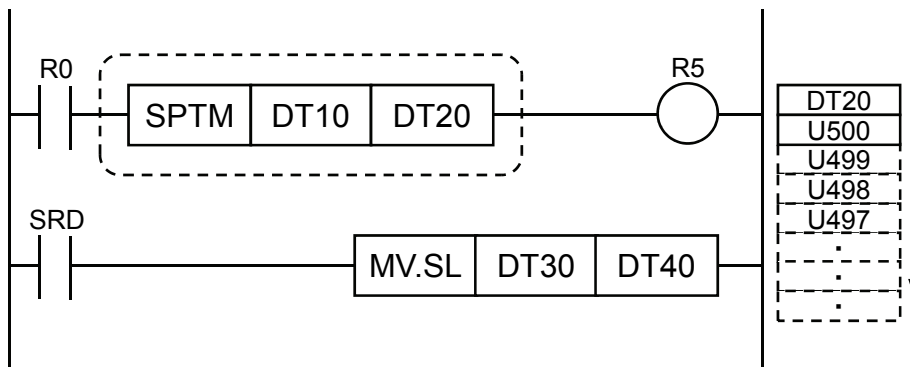 R0
SPTM DT10 DT20
R5
SRD
MV.SL DT30 DT40
DT20
U500
U499
U498
U497
.
.
.